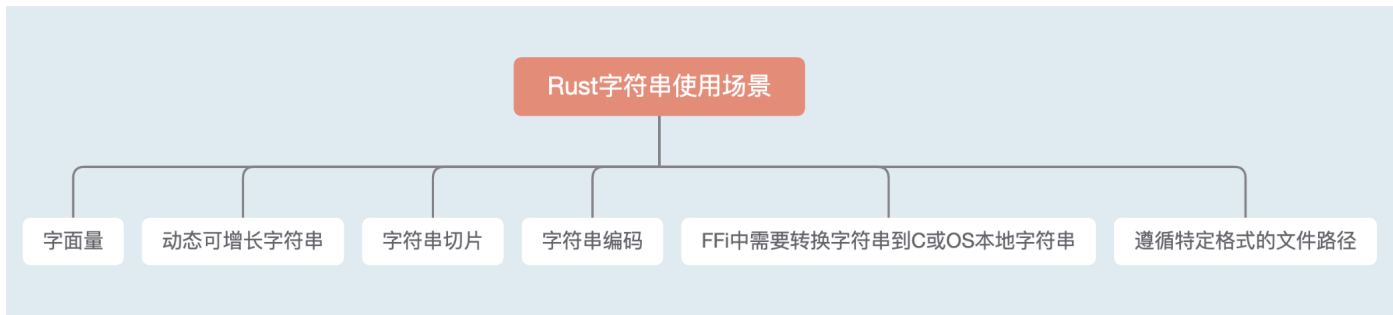 Rust字符串使用场景
字面量
动态可增长字符串
字符串切片
字符串编码
FFi中需要转换字符串到C或OS本地字符串
遵循特定格式的文件路径